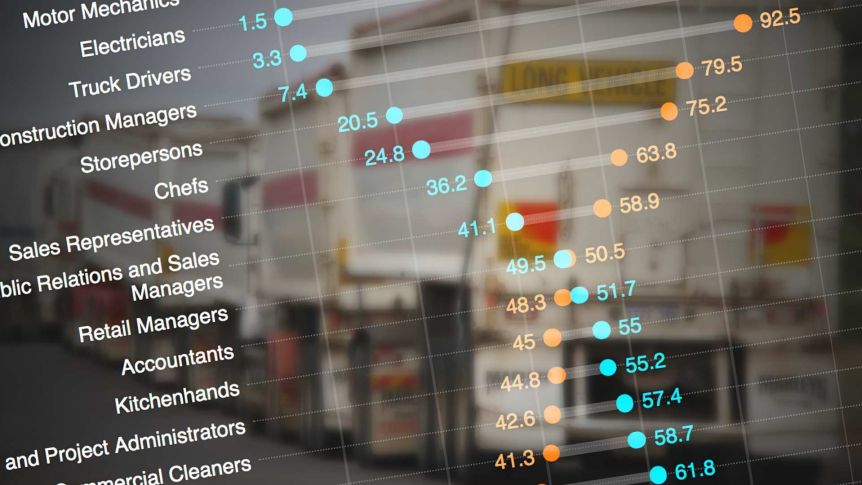 Motor Mechanics
1.5
Electricians
3.3
92.5
Truck Drivers
7.4
79.5
onstruction Managers
20.5
75.2
Storepersons
24.8
63.8
Chefs
36.2
58.9
Sales Representatives
41.1
50.5
blic Relations and Sales
Managers
49.5
51.7
Retail Managers
48.3
55
Accountants
45
55.2
Kitchenhands
44.8
57.4
and Project Administrators
42.6
58.7
mmercial Cleaners
41.3
61.8
LONG VEHICLE